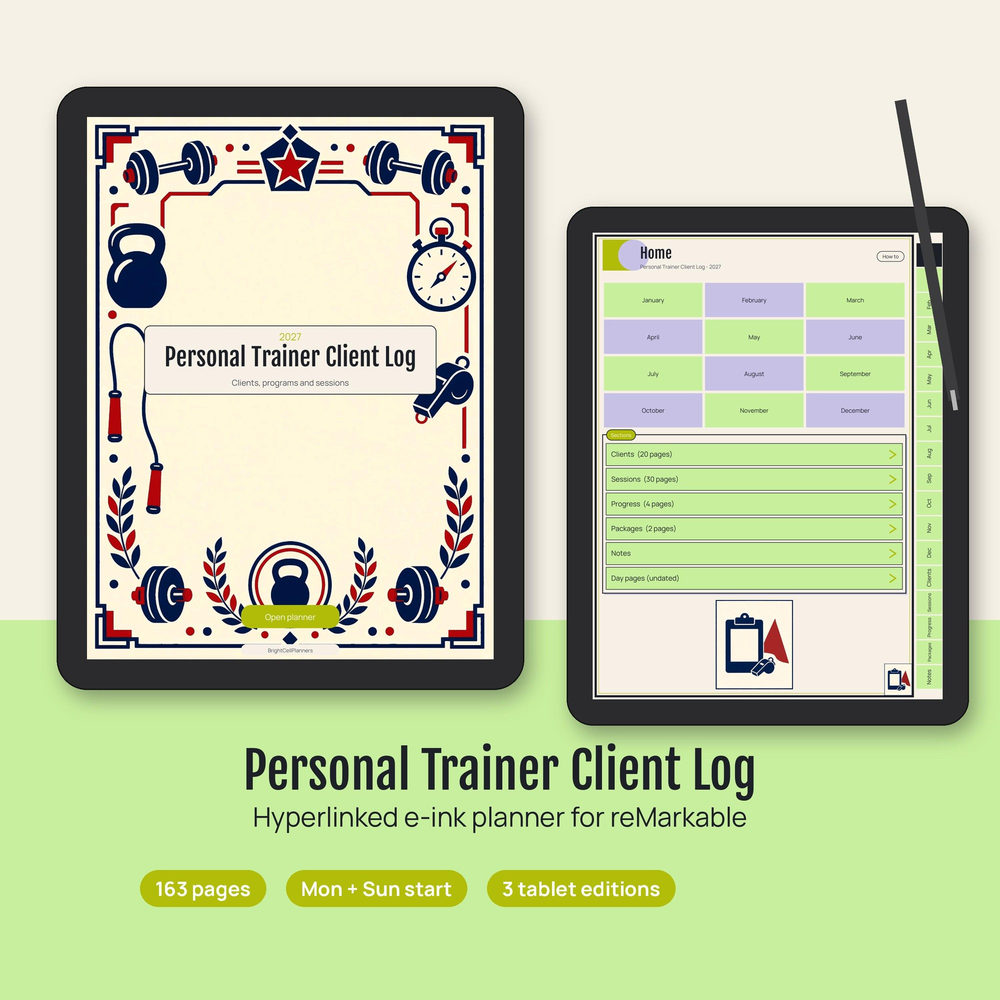 2027
Personal Trainer Client Log
Clients, programs and sessions
Open planner
BrightCellPlanners
Home
Personal Trainer Client Log - 2027
How to
January
February
March
April
May
June
July
August
September
October
November
December
Sections
Clients (20 pages)
Sessions (30 pages)
Progress (4 pages)
Packages (2 pages)
Notes
Day pages (undated)
Feb
Mar
Apr
May
Jun
Jul
Aug
Sep
Oct
Nov
Dec
Clients
Sessions
Progress
Packages
Notes
Personal Trainer Client Log
Hyperlinked e-ink planner for reMarkable
163 pages
Mon + Sun start
3 tablet editions